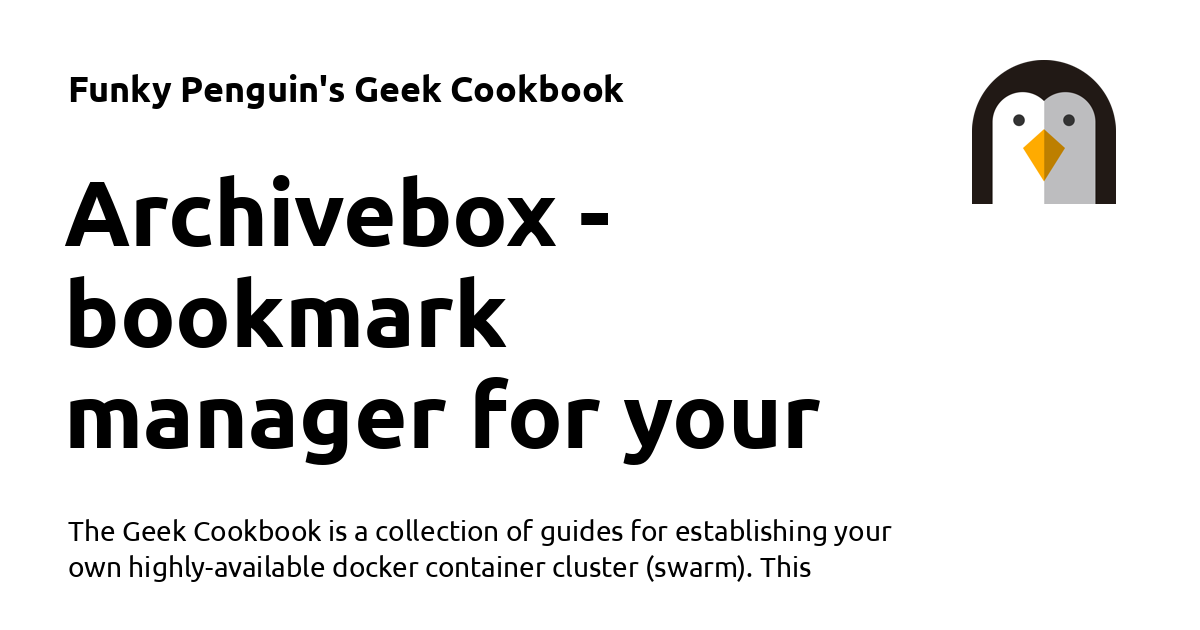 Funky Penguin's Geek Cookbook
Archivebox -
bookmark
manager for your
The Geek Cookbook is a collection of guides for establishing your
own highly-available docker container cluster (swarm). This